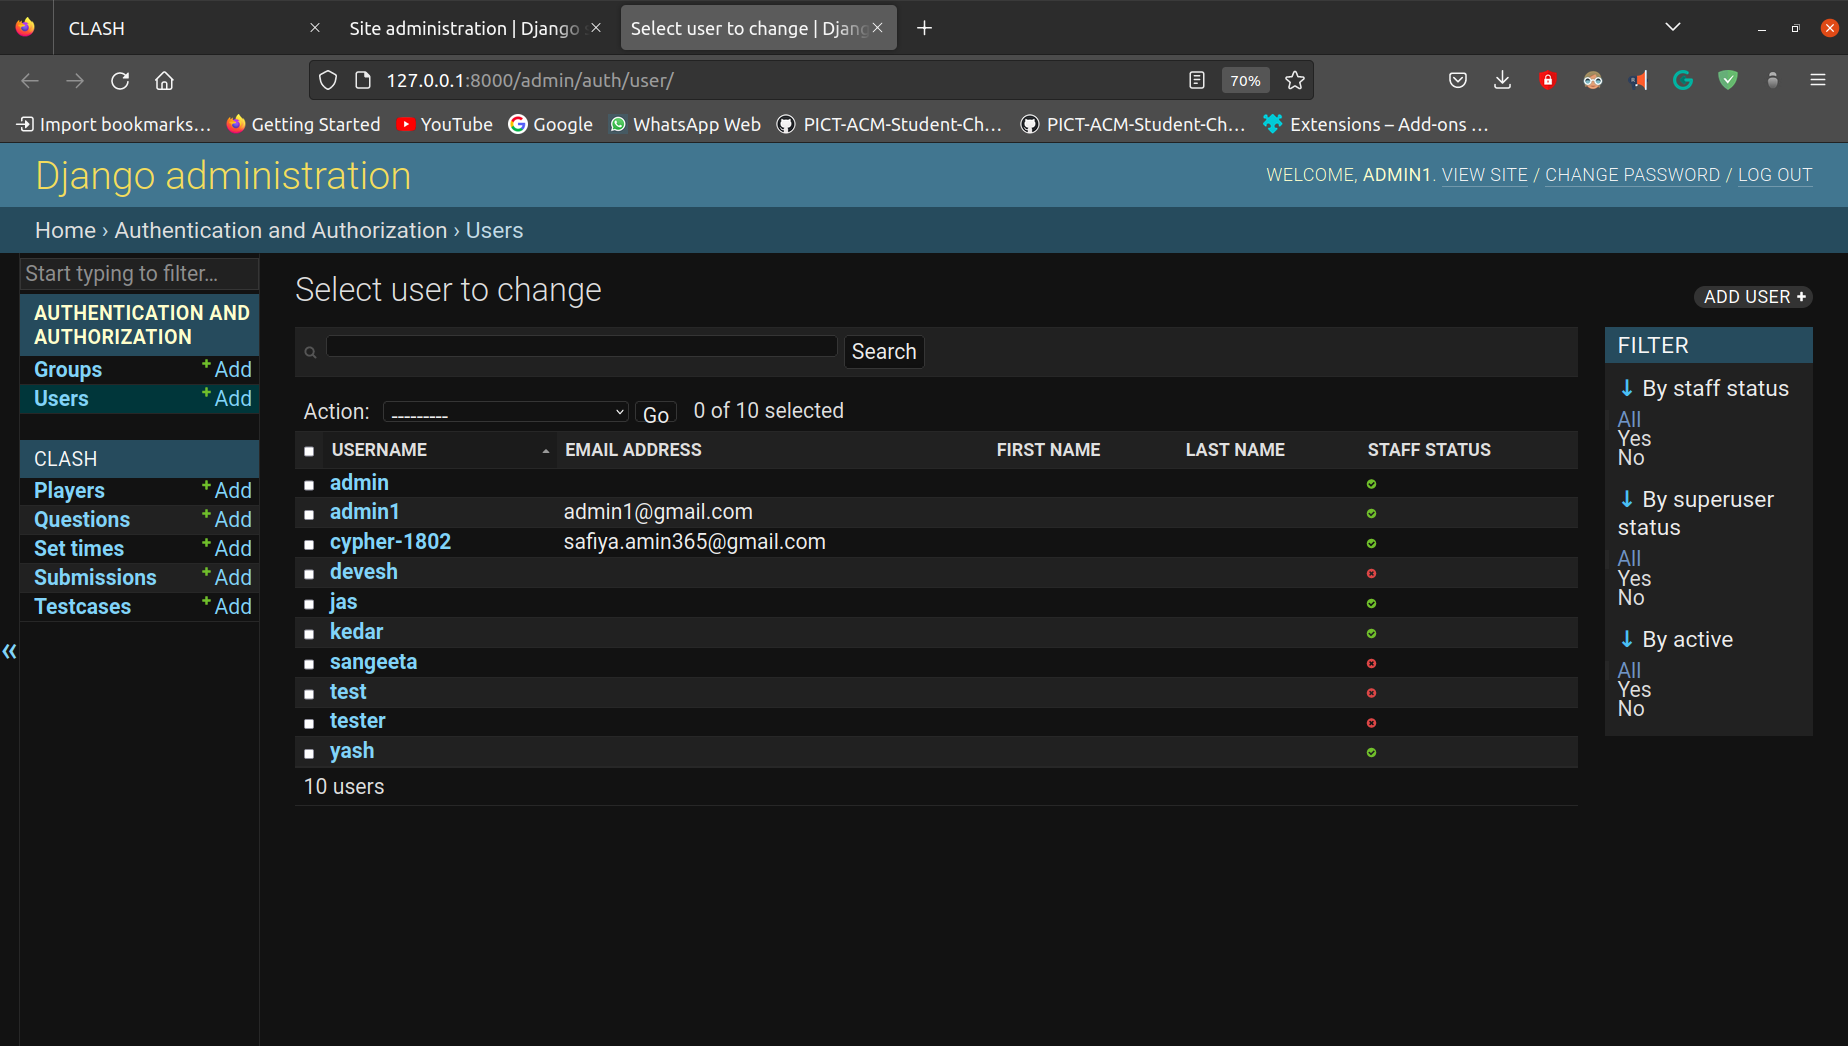 CLASH
Site administration | Django s
Select user to change | Djang
127.0.0.1:8000/admin/auth/user/
70%
Import bookmarks... Getting Started YouTube Google WhatsApp Web PICT-ACM-Student-Ch... PICT-ACM-Student-Ch... Extensions – Add-ons ...
Django administration
WELCOME, ADMIN1. VIEW SITE / CHANGE PASSWORD / LOG OUT
Home › Authentication and Authorization › Users
Start typing to filter...
AUTHENTICATION AND
AUTHORIZATION
Groups + Add
Users + Add
CLASH
Players + Add
Questions + Add
Set times + Add
Submissions + Add
Testcases + Add
«
Select user to change
ADD USER +
Search
Action: --------- Go 0 of 10 selected
USERNAME EMAIL ADDRESS FIRST NAME LAST NAME STAFF STATUS
admin
admin1 admin1@gmail.com
cypher-1802 safiya.amin365@gmail.com
devesh
jas
kedar
sangeeta
test
tester
yash
10 users
FILTER
↓ By staff status
All
Yes
No
↓ By superuser
status
All
Yes
No
↓ By active
All
Yes
No